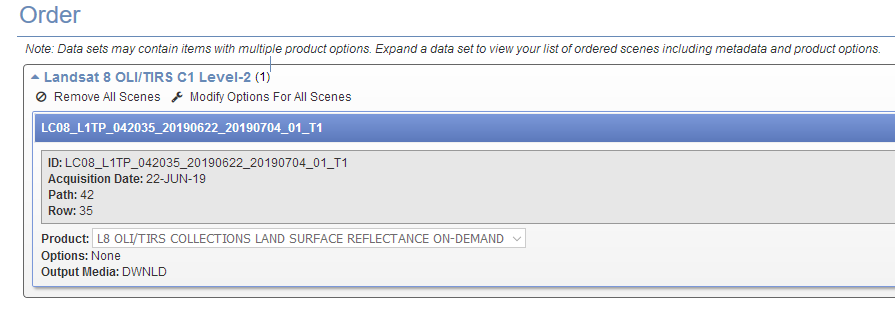 Order
Note: Data sets may contain items with multiple product options. Expand a data set to view your list of ordered scenes including metadata and product options.
Landsat 8 OLI/TIRS C1 Level-2 (1)
Remove All Scenes Modify Options For All Scenes
LC08_L1TP_042035_20190622_20190704_01_T1
ID: LC08_L1TP_042035_20190622_20190704_01_T1
Acquisition Date: 22-JUN-19
Path: 42
Row: 35
Product: L8 OLI/TIRS COLLECTIONS LAND SURFACE REFLECTANCE ON-DEMAND
Options: None
Output Media: DWNLD